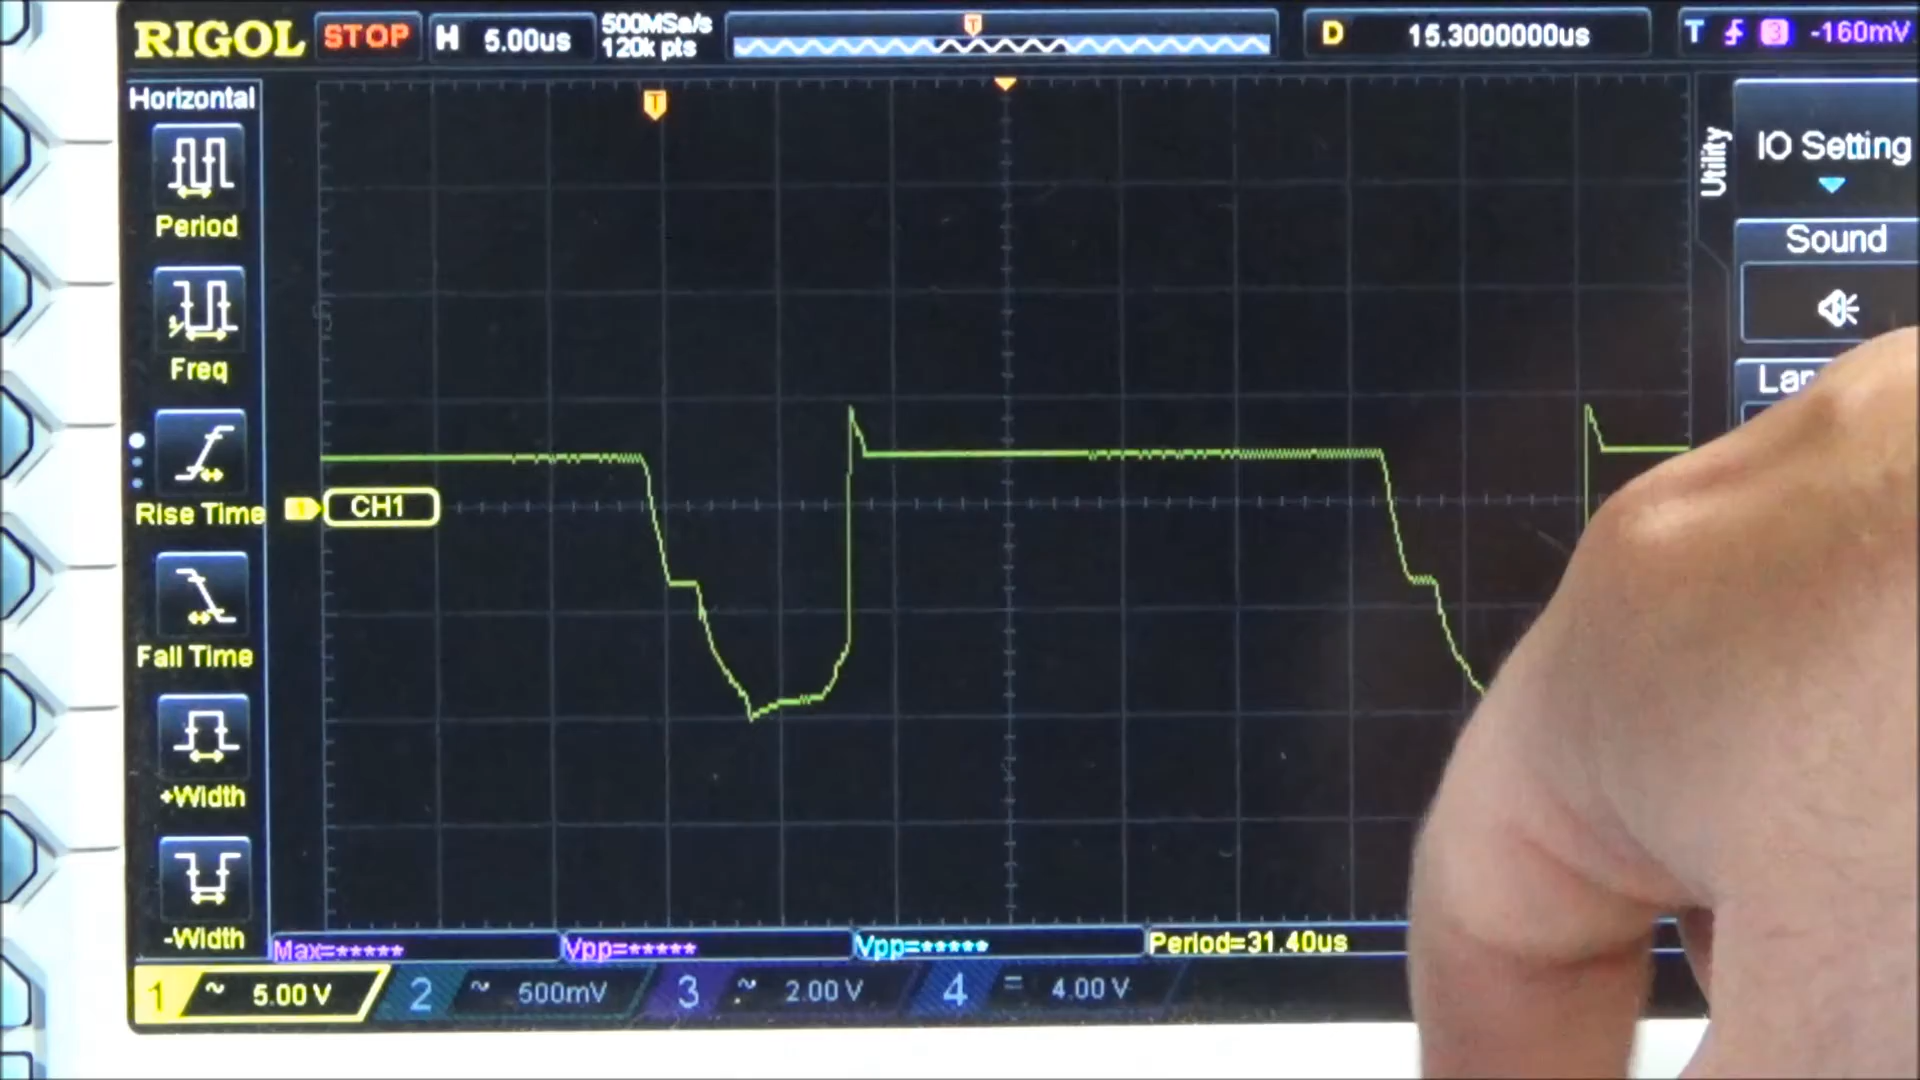 RIGOL STOP H 5.00us 500MSa/s 120k pts T D 15.3000000us T 3 -160mV
Horizontal
T
Period
Freq
Rise Time
Fall Time
+Width
-Width
1 CH1
Utility
IO Setting
Sound
Max=***** Vpp=***** Vpp=***** Period=31.40us
1 ~ 5.00 V 2 ~ 500mV 3 ~ 2.00 V 4 = 4.00 V